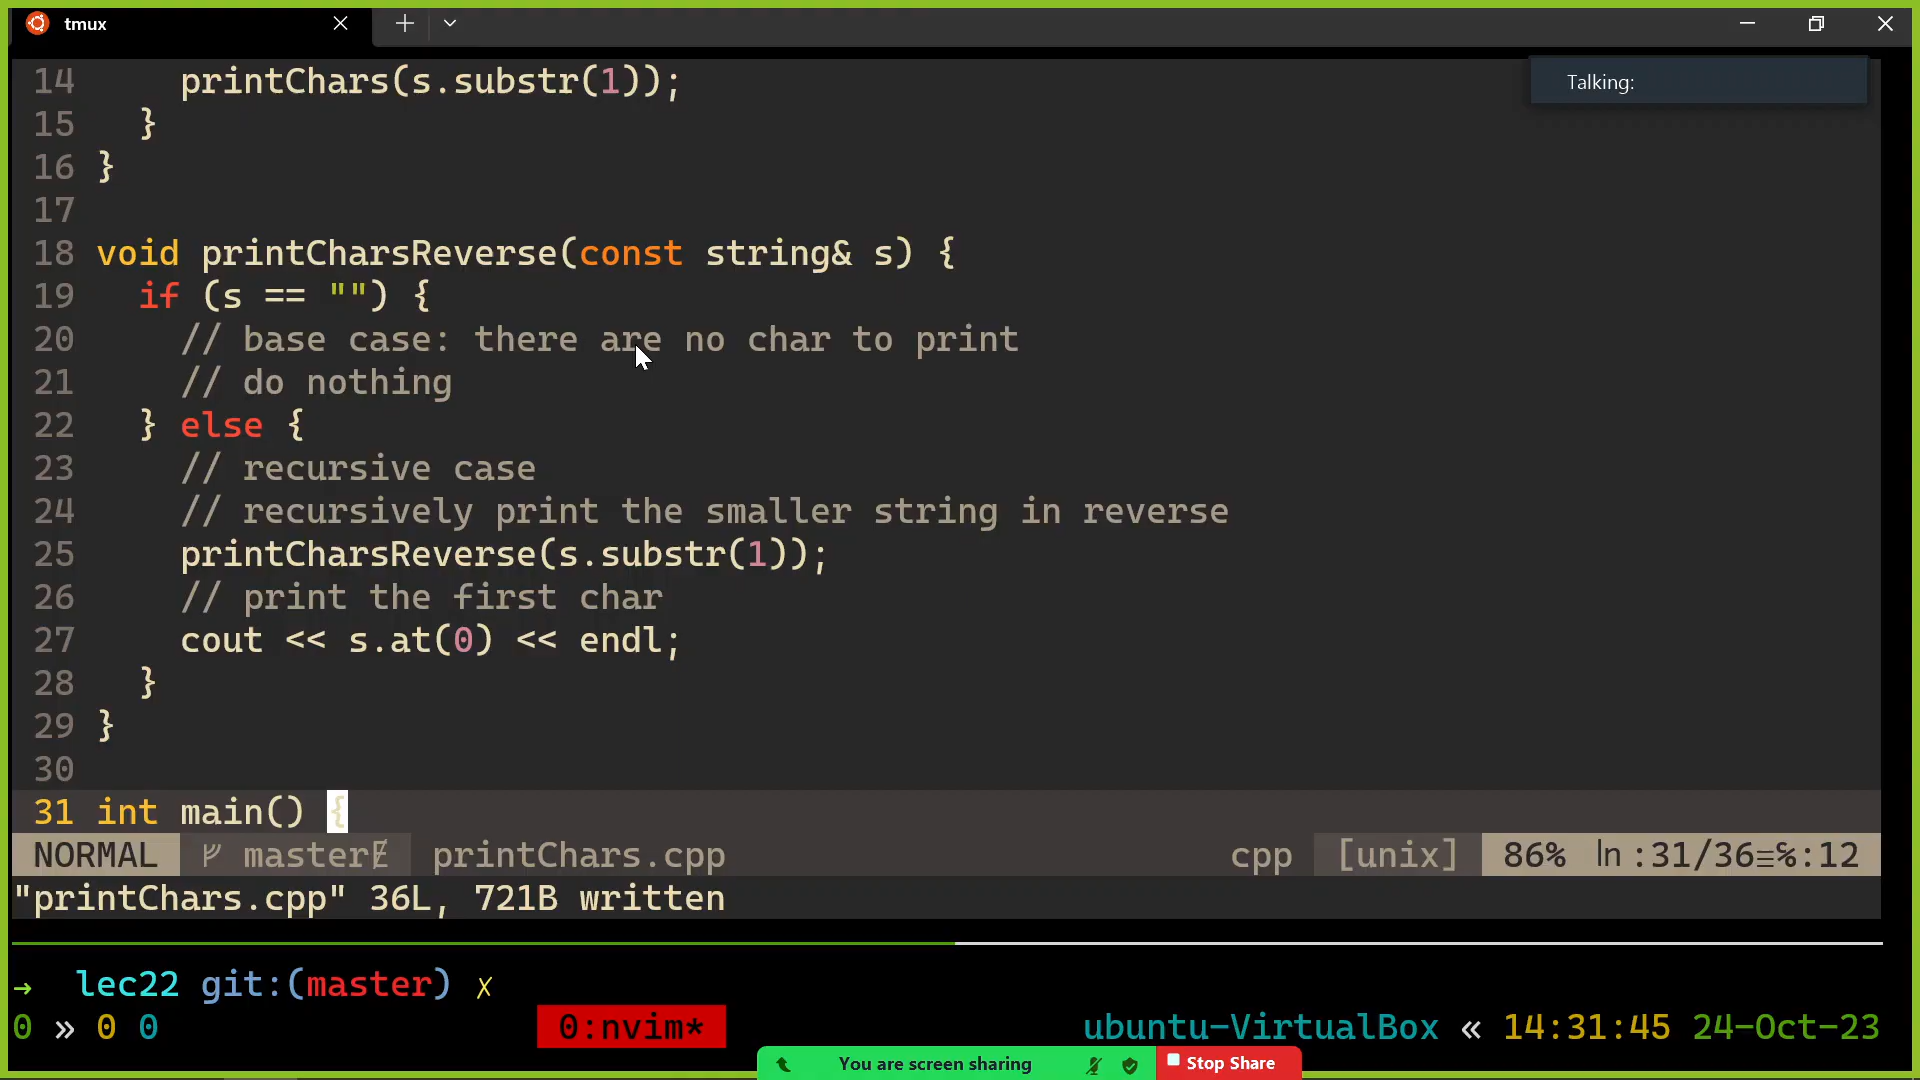 tmux
Talking:
14     printChars(s.substr(1));
15   }
16 }
17
18 void printCharsReverse(const string& s) {
19   if (s == "") {
20     // base case: there are no char to print
21     // do nothing
22   } else {
23     // recursive case
24     // recursively print the smaller string in reverse
25     printCharsReverse(s.substr(1));
26     // print the first char
27     cout << s.at(0) << endl;
28   }
29 }
30
31 int main() {
NORMAL master printChars.cpp cpp [unix] 86% ln :31/36≡%:12
"printChars.cpp" 36L, 721B written
→ lec22 git:(master) ✗
0 » 0 0 0:nvim* ubuntu-VirtualBox « 14:31:45 24-Oct-23
You are screen sharing Stop Share